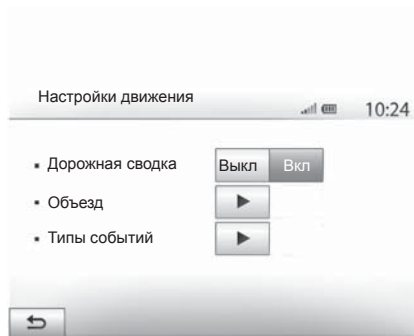 Настройки движения
10:24
Дорожная сводка Выкл Вкл
Объезд
Типы событий